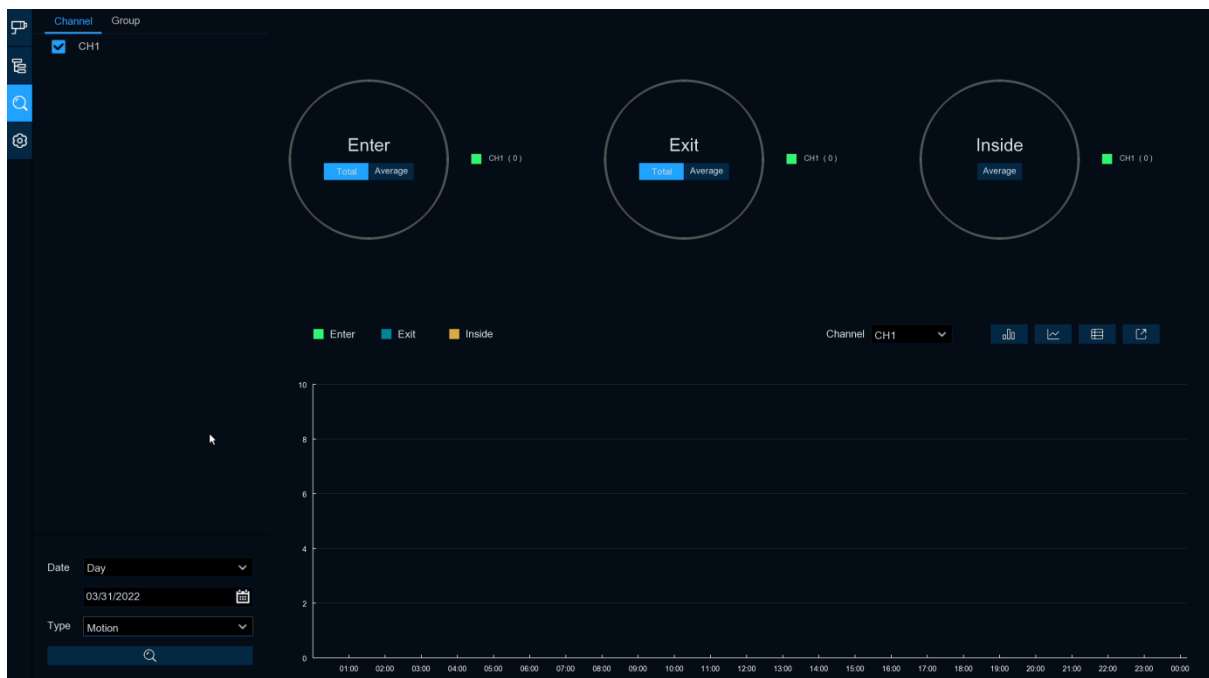 Channel Group
CH1
Enter
Total Average
CH1 ( 0 )
Exit
Total Average
CH1 ( 0 )
Inside
Average
CH1 ( 0 )
Enter Exit Inside
Channel CH1
10
8
6
4
2
0
01:00 02:00 03:00 04:00 05:00 06:00 07:00 08:00 09:00 10:00 11:00 12:00 13:00 14:00 15:00 16:00 17:00 18:00 19:00 20:00 21:00 22:00 23:00 00:00
Date Day
03/31/2022
Type Motion